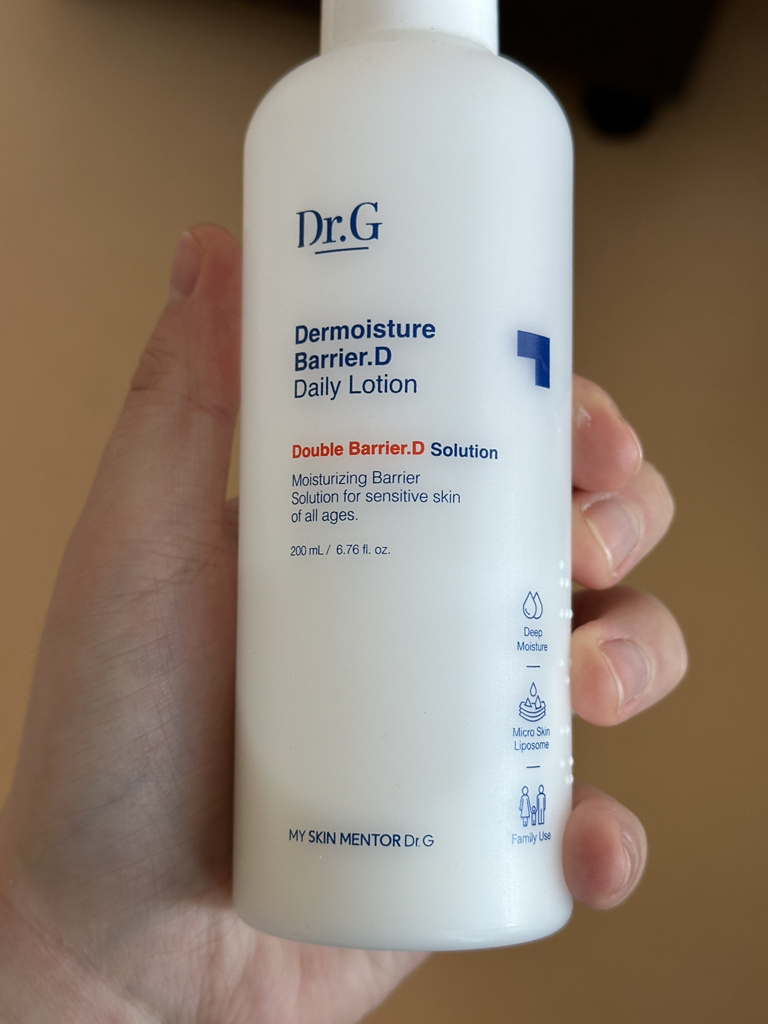 Dr.G
Dermoisture
Barrier.D
Daily Lotion
Double Barrier.D Solution
Moisturizing Barrier
Solution for sensitive skin
of all ages.
200 mL / 6.76 fl. oz.
Deep
Moisture
Micro Skin
Liposome
Family Use
MY SKIN MENTOR Dr.G